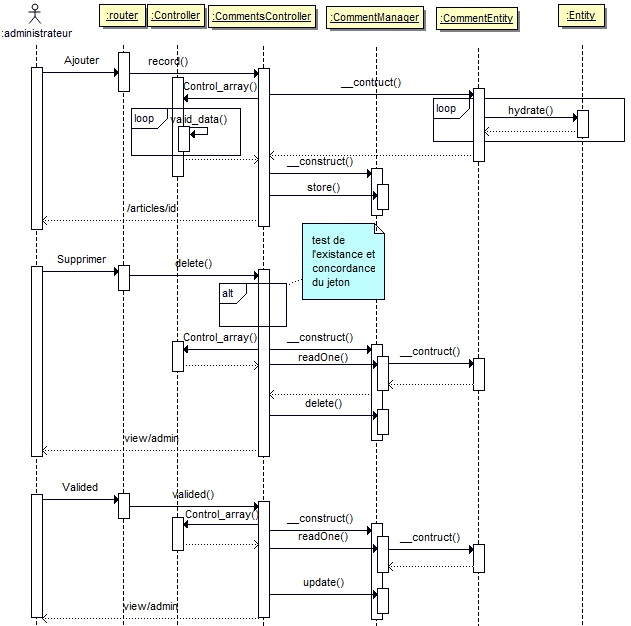 :administrateur
:router
:Controller
:CommentsController
:CommentManager
:CommentEntity
:Entity
Ajouter
record()
Control_array()
__contruct()
loop
hydrate()
loop
valid_data()
__construct()
store()
/articles/id
test de
l'existance et
concordance
du jeton
Supprimer
delete()
alt
Control_array()
__construct()
readOne()
__contruct()
delete()
view/admin
Valided
valided()
Control_array()
__construct()
readOne()
__contruct()
update()
view/admin